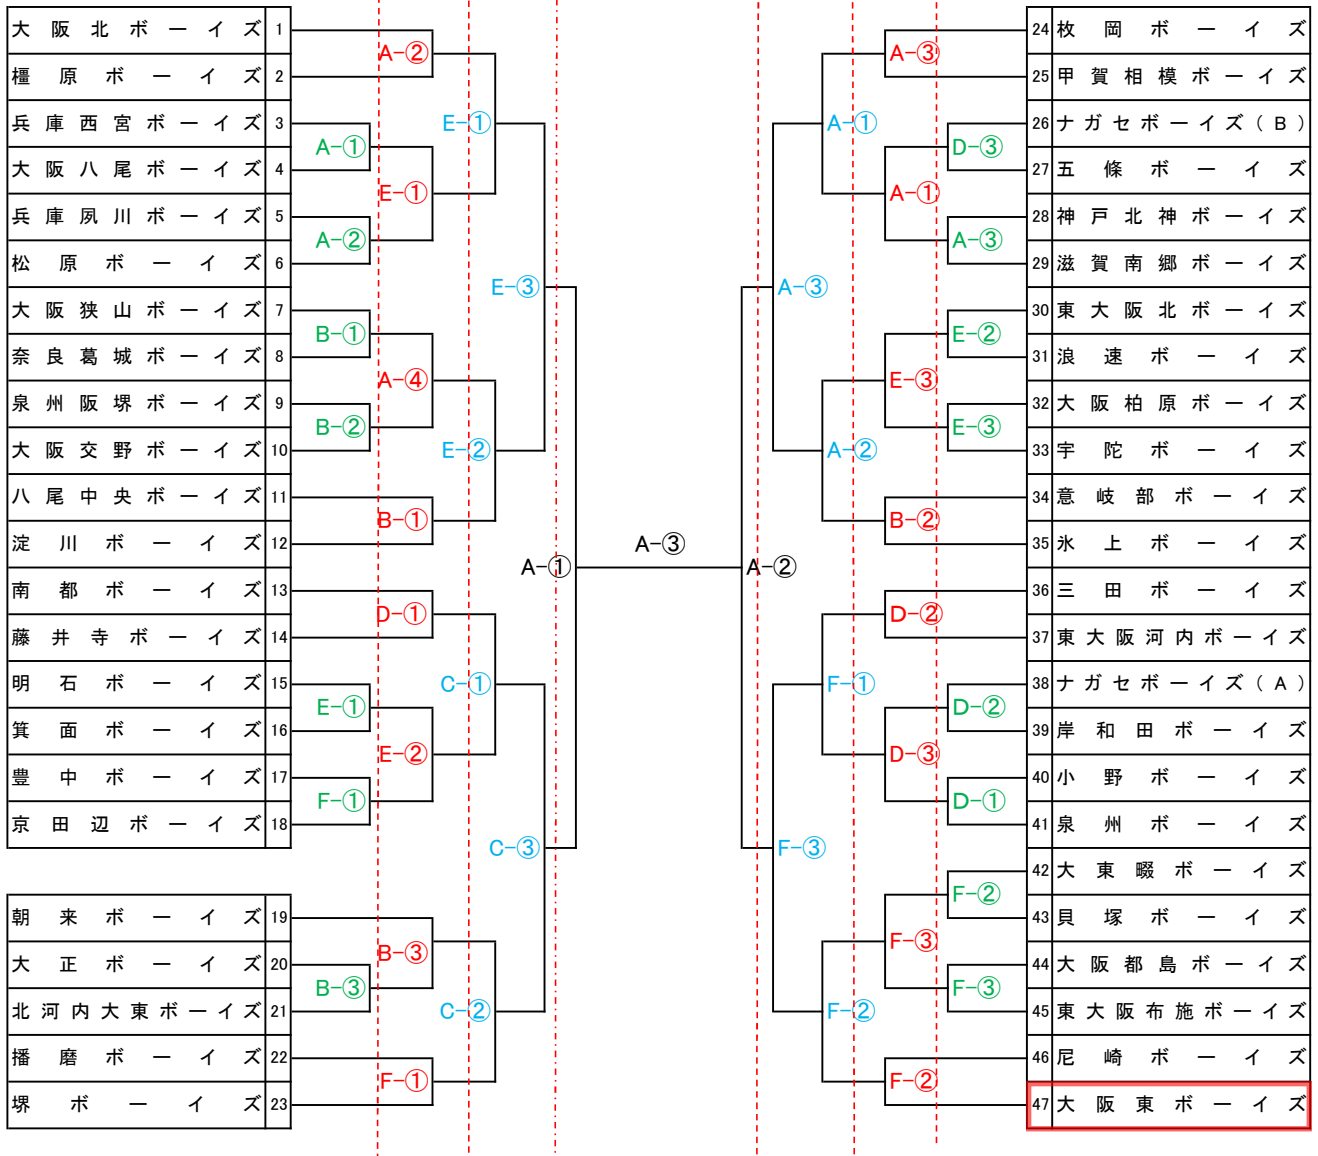 大阪北ボーイズ 1
橿原ボーイズ 2
兵庫西宮ボーイズ 3
大阪八尾ボーイズ 4
兵庫夙川ボーイズ 5
松原ボーイズ 6
大阪狭山ボーイズ 7
奈良葛城ボーイズ 8
泉州阪堺ボーイズ 9
大阪交野ボーイズ 10
八尾中央ボーイズ 11
淀川ボーイズ 12
南都ボーイズ 13
藤井寺ボーイズ 14
明石ボーイズ 15
箕面ボーイズ 16
豊中ボーイズ 17
京田辺ボーイズ 18
朝来ボーイズ 19
大正ボーイズ 20
北河内大東ボーイズ 21
播磨ボーイズ 22
堺ボーイズ 23
A-①
A-②
B-①
B-②
E-①
F-①
B-③
A-②
E-①
A-④
B-①
D-①
E-②
B-③
F-①
E-①
E-②
C-①
C-②
E-③
C-③
A-①
A-③
A-②
A-③
F-③
A-①
A-②
F-①
F-②
A-③
A-①
E-③
B-②
D-②
D-③
F-③
F-②
D-③
A-③
E-②
E-③
D-②
D-①
F-②
F-③
24 枚岡ボーイズ
25 甲賀相模ボーイズ
26 ナガセボーイズ(B)
27 五條ボーイズ
28 神戸北神ボーイズ
29 滋賀南郷ボーイズ
30 東大阪北ボーイズ
31 浪速ボーイズ
32 大阪柏原ボーイズ
33 宇陀ボーイズ
34 意岐部ボーイズ
35 氷上ボーイズ
36 三田ボーイズ
37 東大阪河内ボーイズ
38 ナガセボーイズ(A)
39 岸和田ボーイズ
40 小野ボーイズ
41 泉州ボーイズ
42 大東畷ボーイズ
43 貝塚ボーイズ
44 大阪都島ボーイズ
45 東大阪布施ボーイズ
46 尼崎ボーイズ
47 大阪東ボーイズ